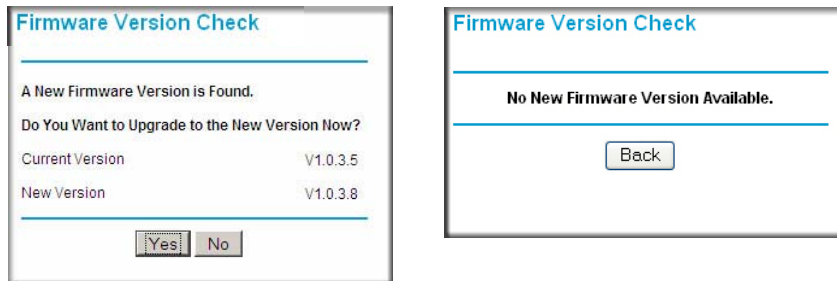 Firmware Version Check
A New Firmware Version is Found.
Do You Want to Upgrade to the New Version Now?
Current Version V1.0.3.5
New Version V1.0.3.8
Yes No
Firmware Version Check
No New Firmware Version Available.
Back